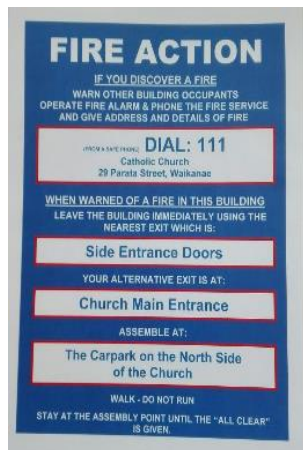 FIRE ACTION
IF YOU DISCOVER A FIRE
WARN OTHER BUILDING OCCUPANTS
OPERATE FIRE ALARM & PHONE THE FIRE SERVICE
AND GIVE ADDRESS AND DETAILS OF FIRE
(FROM A SAFE PHONE) DIAL: 111
Catholic Church
29 Parata Street, Waikanae
WHEN WARNED OF A FIRE IN THIS BUILDING
LEAVE THE BUILDING IMMEDIATELY USING THE
NEAREST EXIT WHICH IS:
Side Entrance Doors
YOUR ALTERNATIVE EXIT IS AT:
Church Main Entrance
ASSEMBLE AT:
The Carpark on the North Side
of the Church
WALK - DO NOT RUN
STAY AT THE ASSEMBLY POINT UNTIL THE "ALL CLEAR"
IS GIVEN.